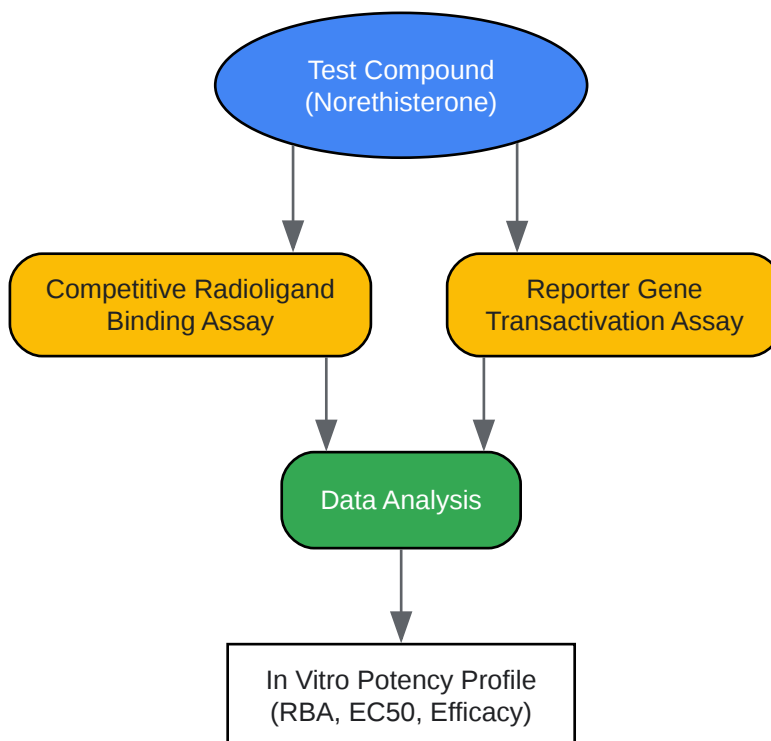 Test Compound
(Norethisterone)
Competitive Radioligand
Binding Assay
Reporter Gene
Transactivation Assay
Data Analysis
In Vitro Potency Profile
(RBA, EC50, Efficacy)